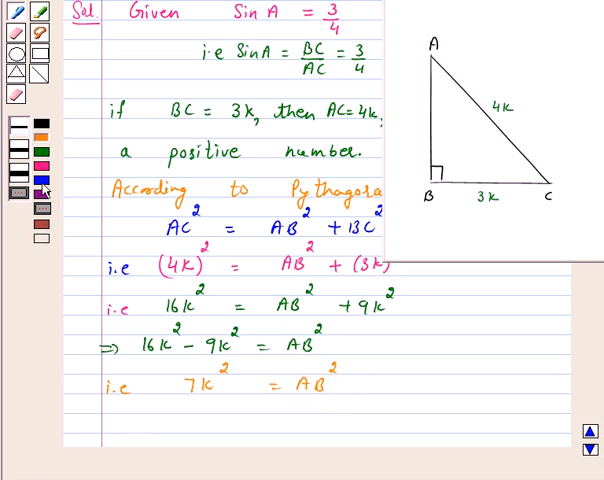 Sol. Given Sin A = 3/4
i.e Sin A = BC/AC = 3/4
if BC = 3k, then AC = 4k,
a positive number.
According to Pythagora
AC² = AB² + BC²
i.e (4k)² = AB² + (3k)
i.e 16k² = AB² + 9k²
⇒ 16k² - 9k² = AB²
i.e 7k² = AB²
A
4k
B 3k C